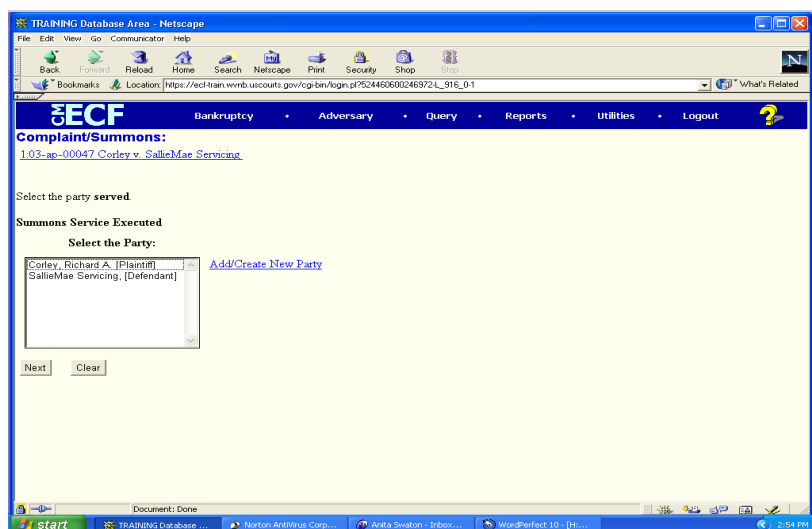 TRAINING Database Area - Netscape
File Edit View Go Communicator Help
Back Forward Reload Home Search Netscape Print Security Shop Stop
Bookmarks Location: https://ecf-train.wvnb.uscourts.gov/cgi-bin/login.pl?524460600246972-L_916_0-1 What's Related
CM ECF Bankruptcy • Adversary • Query • Reports • Utilities • Logout ?
Complaint/Summons:
1:03-ap-00047 Corley v. SallieMae Servicing
Select the party served.
Summons Service Executed
Select the Party:
Corley, Richard A. [Plaintiff] Add/Create New Party
SallieMae Servicing, [Defendant]
Next Clear
Document: Done
start TRAINING Database ... Norton AntiVirus Corp... Anita Swaton - Inbox... WordPerfect 10 - [H:... 2:54 PM